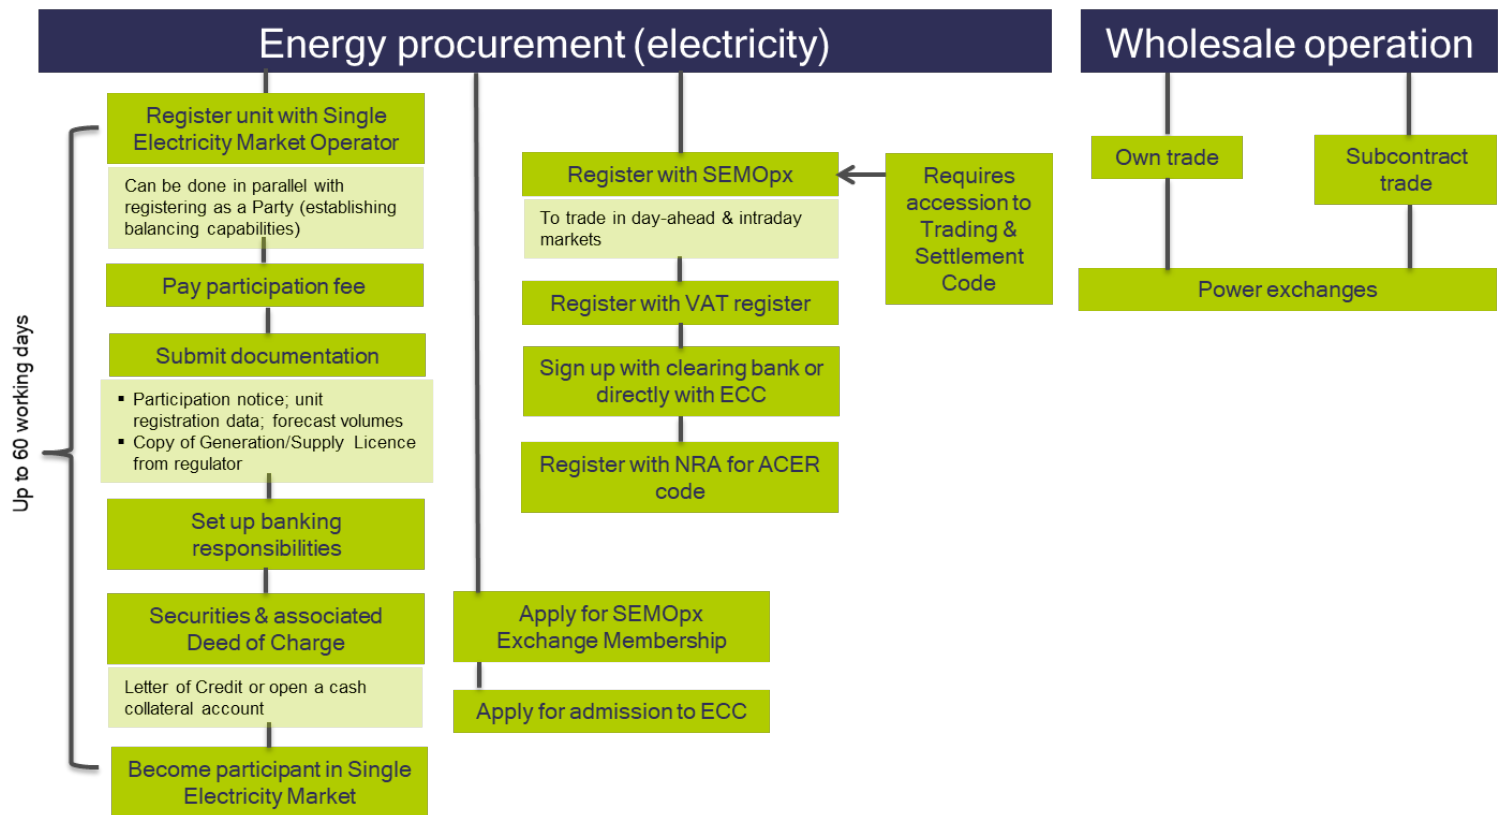 Energy procurement (electricity)
Wholesale operation
Up to 60 working days
Register unit with Single
Electricity Market Operator
Can be done in parallel with
registering as a Party (establishing
balancing capabilities)
Pay participation fee
Submit documentation
▪ Participation notice; unit
registration data; forecast volumes
▪ Copy of Generation/Supply Licence
from regulator
Set up banking
responsibilities
Securities & associated
Deed of Charge
Letter of Credit or open a cash
collateral account
Become participant in Single
Electricity Market
Apply for SEMOpx
Exchange Membership
Apply for admission to ECC
Register with SEMOpx
To trade in day-ahead & intraday
markets
Register with VAT register
Sign up with clearing bank or
directly with ECC
Register with NRA for ACER
code
Requires
accession to
Trading &
Settlement
Code
Own trade
Subcontract
trade
Power exchanges